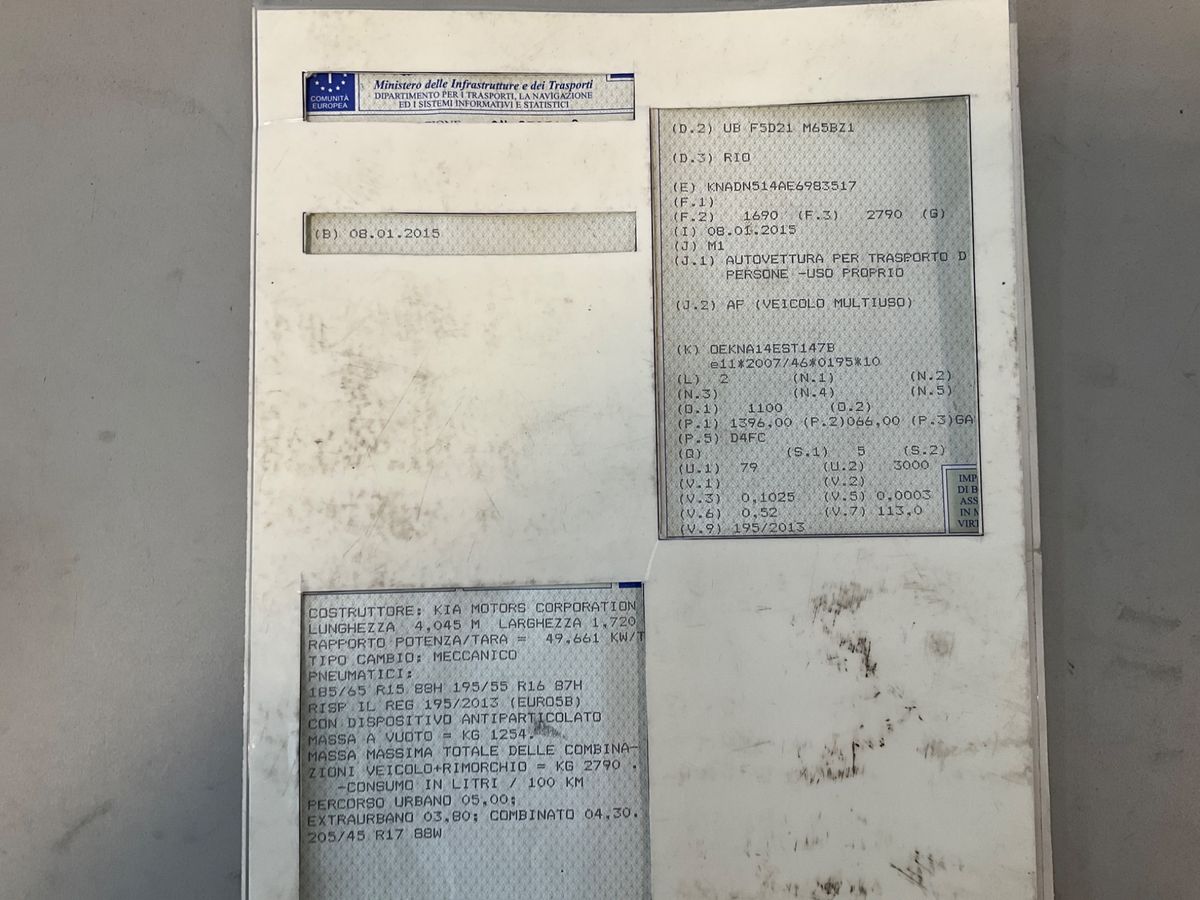 COMUNITÀ
EUROPEA
Ministero delle Infrastrutture e dei Trasporti
DIPARTIMENTO PER I TRASPORTI, LA NAVIGAZIONE
ED I SISTEMI INFORMATIVI E STATISTICI
(B) 08.01.2015
(D.2) UB F5D21 M65BZ1
(D.3) RIO
(E) KNADN514AE6983517
(F.1)
(F.2) 1690 (F.3) 2790 (G)
(I) 08.01.2015
(J) M1
(J.1) AUTOVETTURA PER TRASPORTO D
PERSONE -USO PROPRIO
(J.2) AF (VEICOLO MULTIUSO)
(K) OEKNA14EST147B
e11*2007/46*0195*10
(L) 2 (N.1) (N.2)
(N.3) (N.4) (N.5)
(O.1) 1100 (O.2)
(P.1) 1396,00 (P.2)066,00 (P.3)GA
(P.5) D4FC
(Q) (S.1) 5 (S.2)
(U.1) 79 (U.2) 3000
(V.1) (V.2)
(V.3) 0,1025 (V.5) 0,0003
(V.6) 0,52 (V.7) 113,0
(V.9) 195/2013
IMP
DI B
ASS
IN M
VIRT
COSTRUTTORE: KIA MOTORS CORPORATION
LUNGHEZZA 4,045 M LARGHEZZA 1,720
RAPPORTO POTENZA/TARA = 49,661 KW/T
TIPO CAMBIO: MECCANICO
PNEUMATICI:
185/65 R15 88H 195/55 R16 87H
RISP IL REG 195/2013 (EURO5B)
CON DISPOSITIVO ANTIPARTICOLATO
MASSA A VUOTO = KG 1254.
MASSA MASSIMA TOTALE DELLE COMBINA-
ZIONI VEICOLO+RIMORCHIO = KG 2790 .
-CONSUMO IN LITRI / 100 KM
PERCORSO URBANO 05,00;
EXTRAURBANO 03,80; COMBINATO 04,30.
205/45 R17 88W